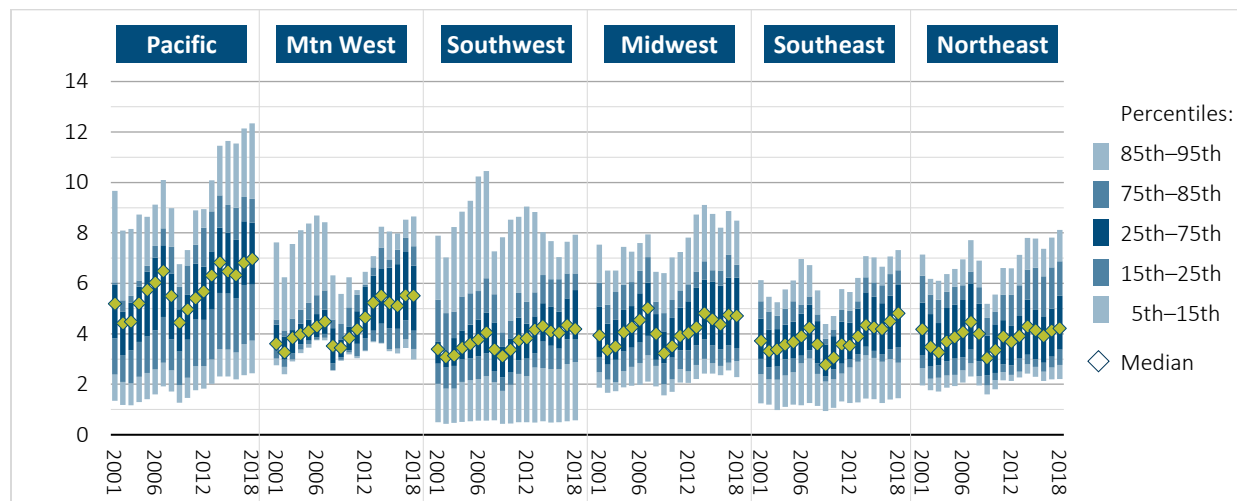 Pacific Mtn West Southwest Midwest Southeast Northeast
14
12
10
8
6
4
2
0
Percentiles:
85th–95th
75th–85th
25th–75th
15th–25th
5th–15th
Median
2001 2006 2012 2018 2001 2006 2012 2018 2001 2006 2012 2018 2001 2006 2012 2018 2001 2006 2012 2018 2001 2006 2012 2018